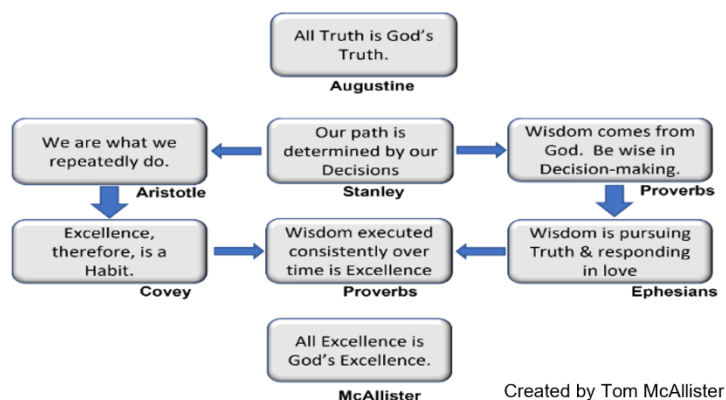 All Truth is God's
Truth.
Augustine
We are what we
repeatedly do.
Aristotle
Our path is
determined by our
Decisions
Stanley
Wisdom comes from
God. Be wise in
Decision-making.
Proverbs
Excellence,
therefore, is a
Habit.
Covey
Wisdom executed
consistently over
time is Excellence
Proverbs
Wisdom is pursuing
Truth & responding
in love
Ephesians
All Excellence is
God's Excellence.
McAllister
Created by Tom McAllister